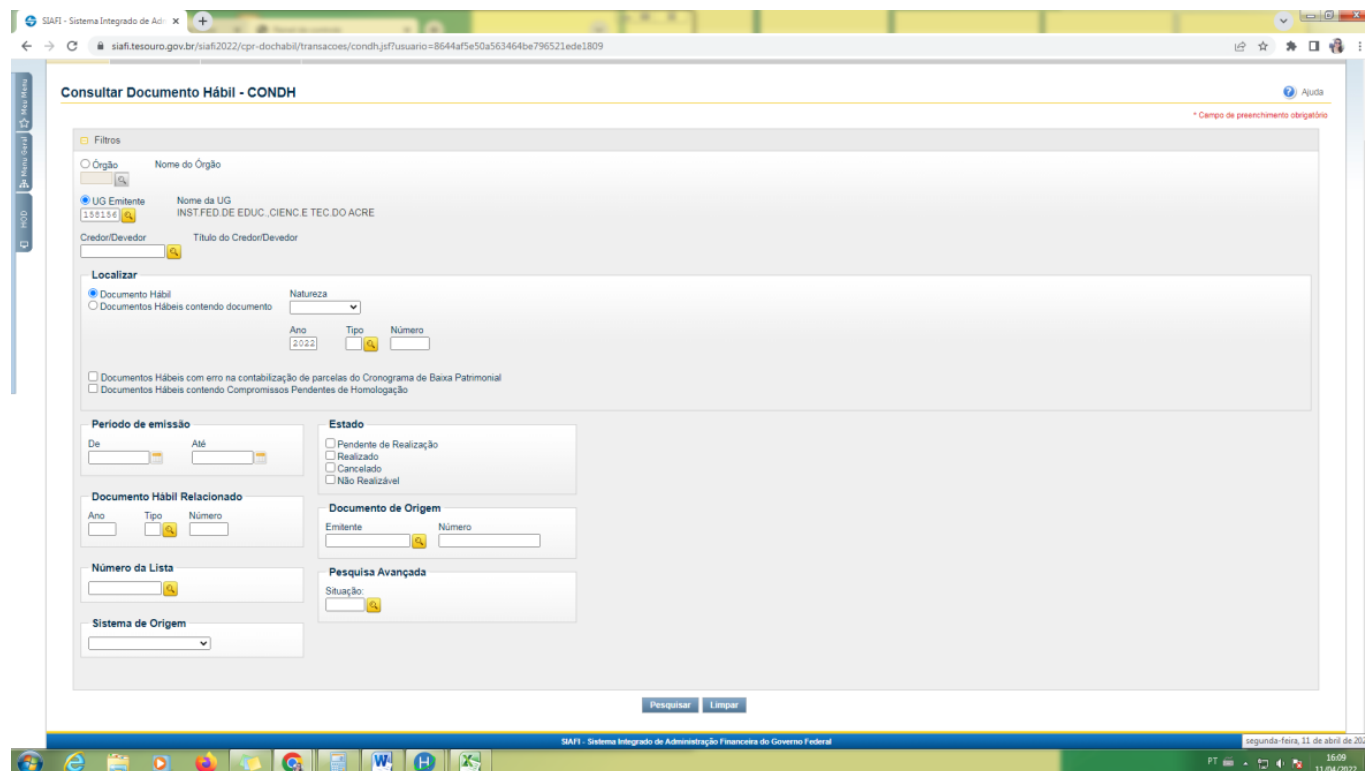 SIAFI - Sistema Integrado de Adm
siafi.tesouro.gov.br/siafi2022/cpr-dochabil/transacoes/condh.jsf?usuario=8644af5e50a563464be796521ede1809
Meu Menu
Menu Geral
HOD
Consultar Documento Hábil - CONDH
Ajuda
* Campo de preenchimento obrigatório
Filtros
Órgão Nome do Órgão
UG Emitente Nome da UG
158156 INST.FED.DE EDUC.,CIENC.E TEC.DO ACRE
Credor/Devedor Título do Credor/Devedor
Localizar
Documento Hábil Natureza
Documentos Hábeis contendo documento
Ano Tipo Número
2022
Documentos Hábeis com erro na contabilização de parcelas do Cronograma de Baixa Patrimonial
Documentos Hábeis contendo Compromissos Pendentes de Homologação
Período de emissão
De Até
Estado
Pendente de Realização
Realizado
Cancelado
Não Realizável
Documento Hábil Relacionado
Ano Tipo Número
Documento de Origem
Emitente Número
Número da Lista
Pesquisa Avançada
Situação:
Sistema de Origem
Pesquisar Limpar
SIAFI - Sistema Integrado de Administração Financeira do Governo Federal
segunda-feira, 11 de abril de 202
PT
16:09
11/04/2022